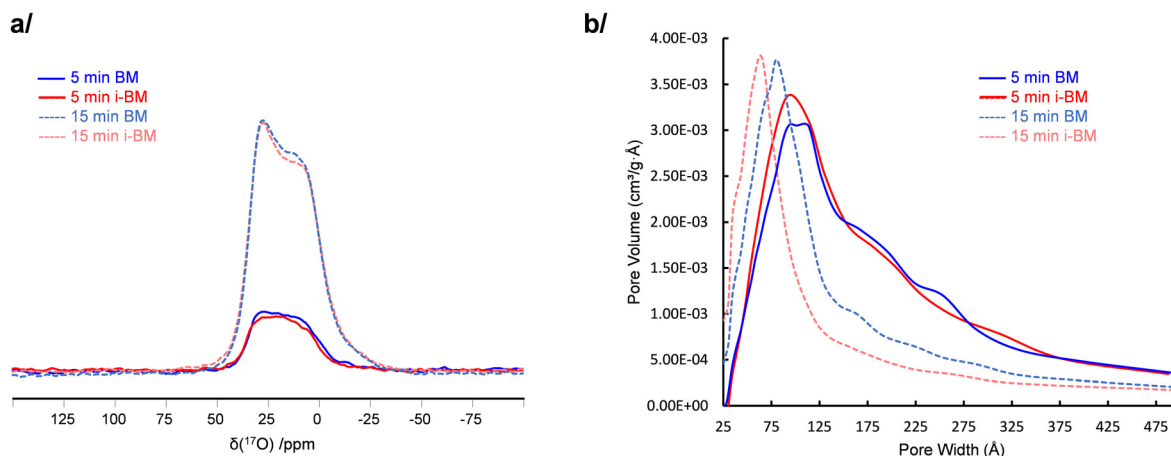 a/
5 min BM
5 min i-BM
15 min BM
15 min i-BM
125 100 75 50 25 0 -25 -50 -75
δ(¹⁷O) /ppm
b/
4.00E-03
3.50E-03
3.00E-03
2.50E-03
2.00E-03
1.50E-03
1.00E-03
5.00E-04
0.00E+00
Pore Volume (cm³/g·Å)
5 min BM
5 min i-BM
15 min BM
15 min i-BM
25 75 125 175 225 275 325 375 425 475
Pore Width (Å)